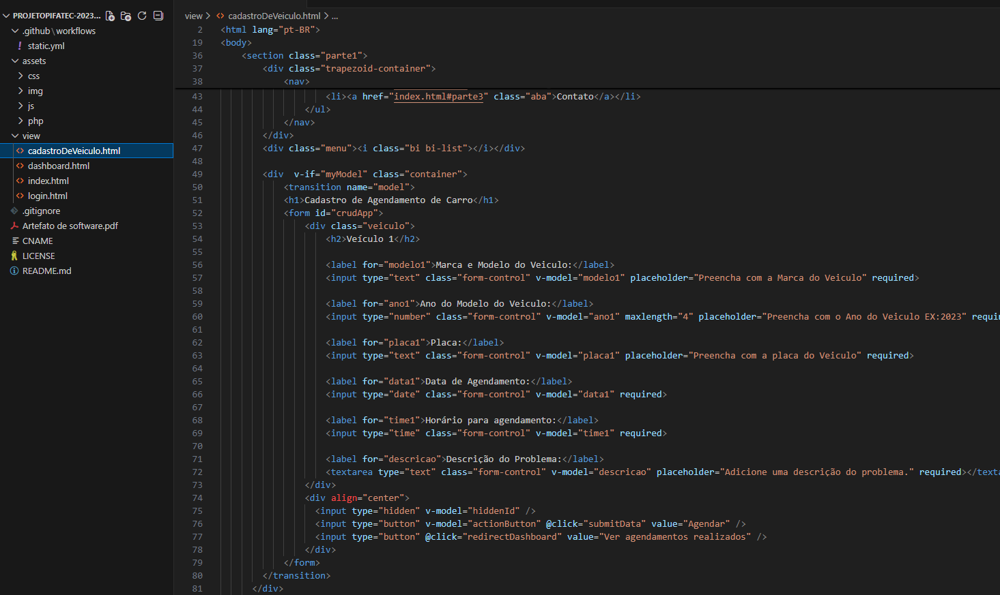 PROJETOPIFATEC-2023...
.github\workflows
static.yml
assets
css
img
js
php
view
cadastroDeVeiculo.html
dashboard.html
index.html
login.html
.gitignore
Artefato de software.pdf
CNAME
LICENSE
README.md
view > cadastroDeVeiculo.html > ...
2 <html lang="pt-BR">
19 <body>
36 <section class="parte1">
37 <div class="trapezoid-container">
38 <nav>
43 <li><a href="index.html#parte3" class="aba">Contato</a></li>
44 </ul>
45 </nav>
46 </div>
47 <div class="menu"><i class="bi bi-list"></i></div>
48
49 <div  v-if="myModel" class="container">
50 <transition name="model">
51 <h1>Cadastro de Agendamento de Carro</h1>
52 <form id="crudApp">
53 <div class="veiculo">
54 <h2>Veículo 1</h2>
55
56 <label for="modelo1">Marca e Modelo do Veiculo:</label>
57 <input type="text" class="form-control" v-model="modelo1" placeholder="Preencha com a Marca do Veiculo" required>
58
59 <label for="ano1">Ano do Modelo do Veiculo:</label>
60 <input type="number" class="form-control" v-model="ano1" maxlength="4" placeholder="Preencha com o Ano do Veiculo EX:2023" requi
61
62 <label for="placa1">Placa:</label>
63 <input type="text" class="form-control" v-model="placa1" placeholder="Preencha com a placa do Veiculo" required>
64
65 <label for="data1">Data de Agendamento:</label>
66 <input type="date" class="form-control" v-model="data1" required>
67
68 <label for="time1">Horário para agendamento:</label>
69 <input type="time" class="form-control" v-model="time1" required>
70
71 <label for="descricao">Descrição do Problema:</label>
72 <textarea type="text" class="form-control" v-model="descricao" placeholder="Adicione uma descrição do problema." required></texta
73 </div>
74 <div align="center">
75 <input type="hidden" v-model="hiddenId" />
76 <input type="button" v-model="actionButton" @click="submitData" value="Agendar" />
77 <input type="button" @click="redirectDashboard" value="Ver agendamentos realizados" />
78 </div>
79 </form>
80 </transition>
81 </div>